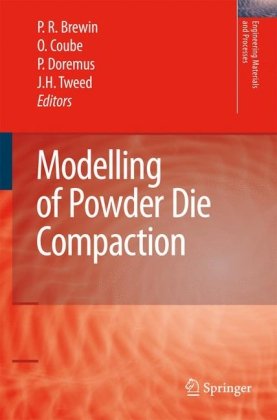 P. R. Brewin
O. Coube
P. Doremus
J.H. Tweed
Editors
Engineering Materials
and Processes
Modelling
of Powder Die
Compaction
Springer